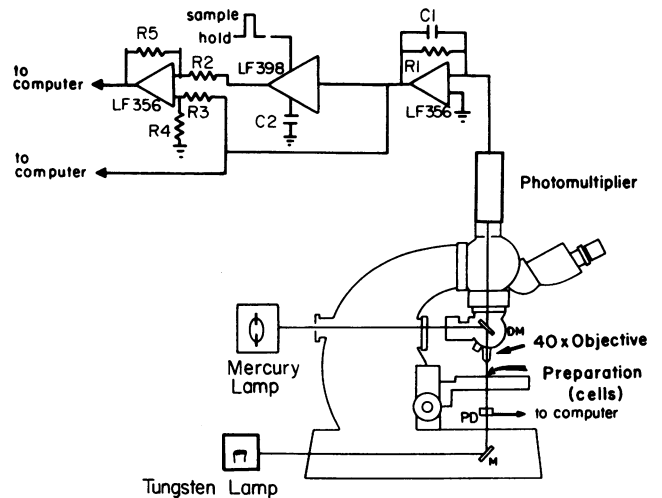 sample
hold
C1
R5
to
computer
R2
LF398
R1
LF356
R3
C2
LF356
R4
to
computer
Photomultiplier
DM
40x Objective
Mercury
Lamp
Preparation
(cells)
PD
to computer
M
Tungsten Lamp